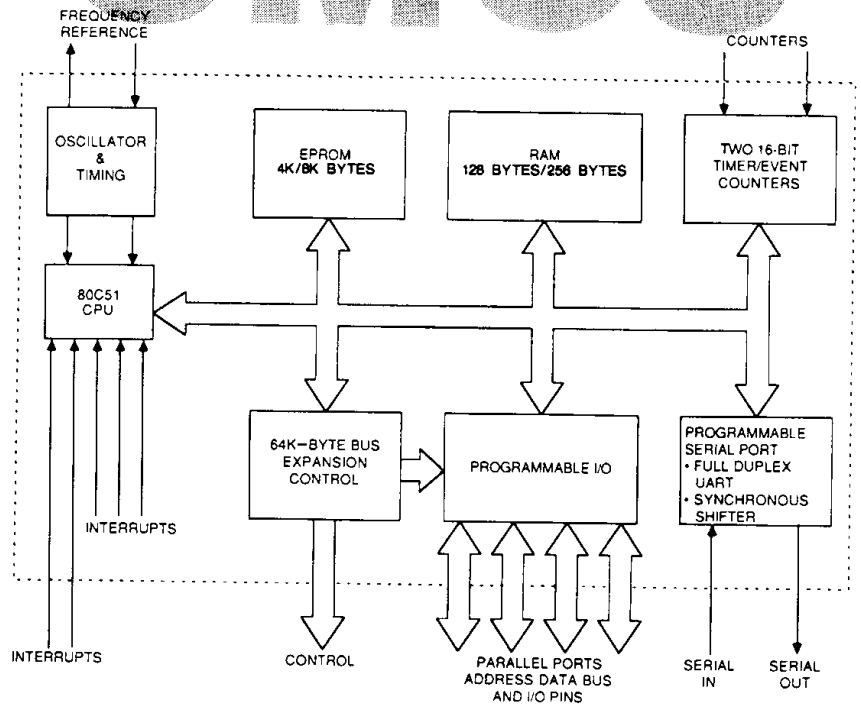 CMOS
FREQUENCY
REFERENCE
COUNTERS
OSCILLATOR
&
TIMING
EPROM
4K/8K BYTES
RAM
128 BYTES/256 BYTES
TWO 16-BIT
TIMER/EVENT
COUNTERS
80C51
CPU
64K–BYTE BUS
EXPANSION
CONTROL
PROGRAMMABLE I/O
PROGRAMMABLE
SERIAL PORT
• FULL DUPLEX
UART
• SYNCHRONOUS
SHIFTER
INTERRUPTS
INTERRUPTS
CONTROL
PARALLEL PORTS
ADDRESS DATA BUS
AND I/O PINS
SERIAL
IN
SERIAL
OUT